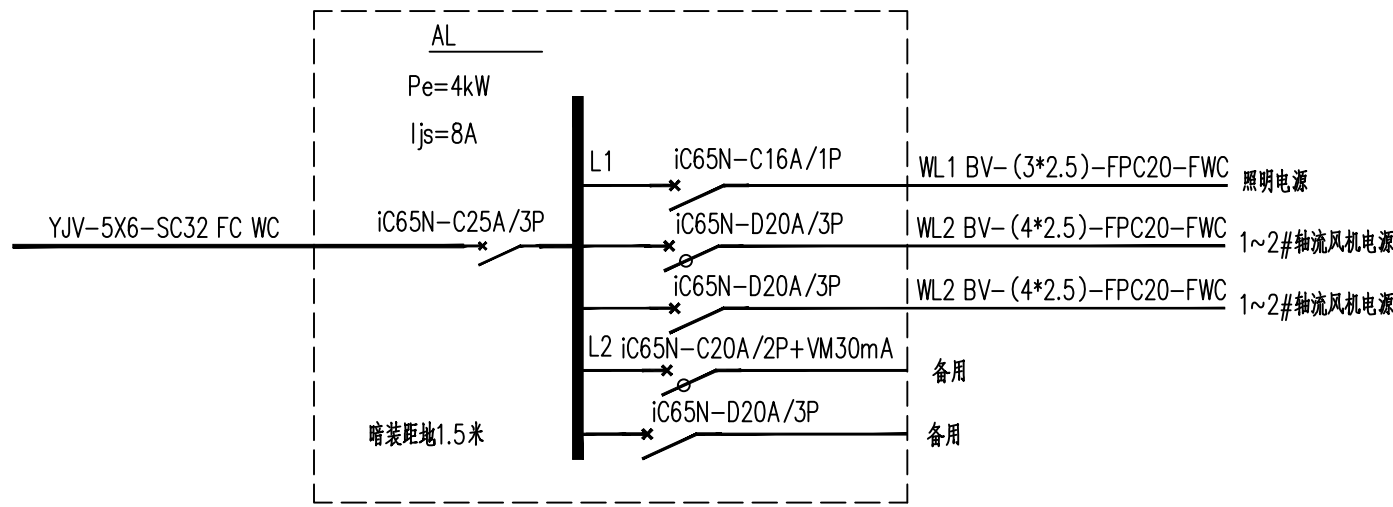 AL
Pe=4kW
Ijs=8A
YJV-5X6-SC32 FC WC
iC65N-C25A/3P
L1
iC65N-C16A/1P
WL1 BV-(3*2.5)-FPC20-FWC
照明电源
iC65N-D20A/3P
WL2 BV-(4*2.5)-FPC20-FWC
1~2#轴流风机电源
iC65N-D20A/3P
WL2 BV-(4*2.5)-FPC20-FWC
1~2#轴流风机电源
L2
iC65N-C20A/2P+VM30mA
备用
iC65N-D20A/3P
备用
暗装距地1.5米